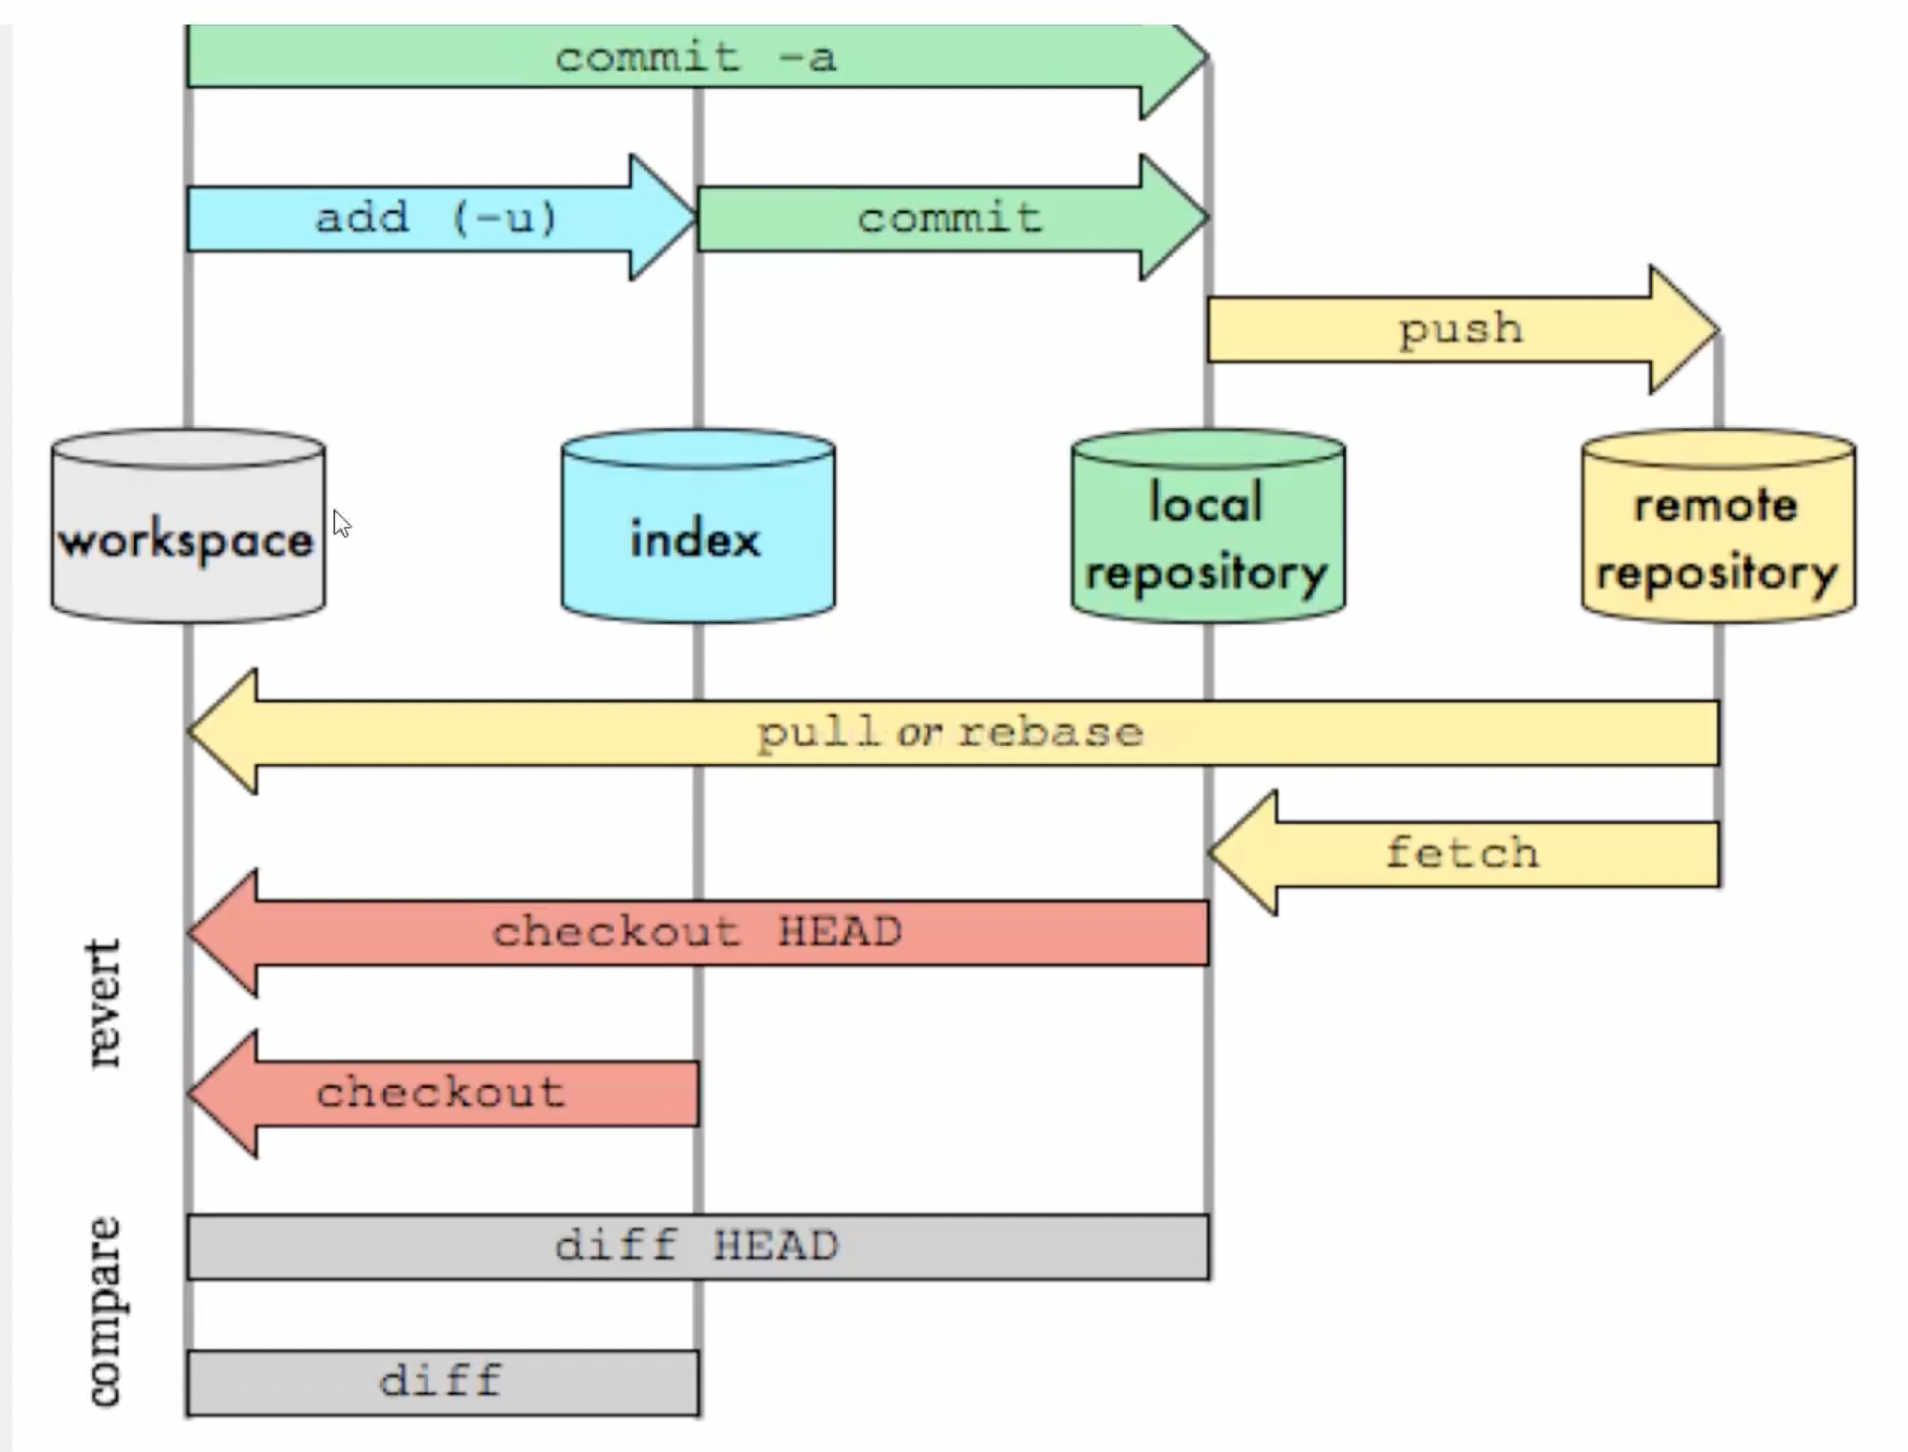 commit -a
add (-u)
commit
push
workspace
index
local
repository
remote
repository
pull or rebase
fetch
revert
checkout HEAD
checkout
compare
diff HEAD
diff